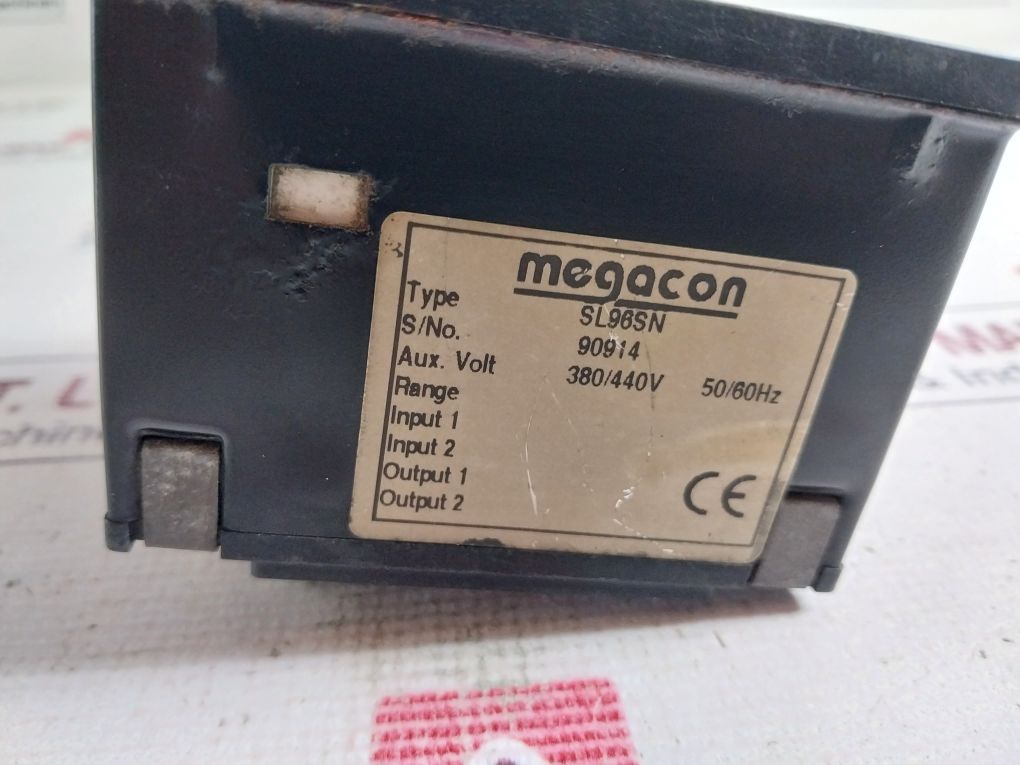 megacon
Type SL96SN
S/No. 90914
Aux. Volt 380/440V 50/60Hz
Range
Input 1
Input 2
Output 1
Output 2
CE